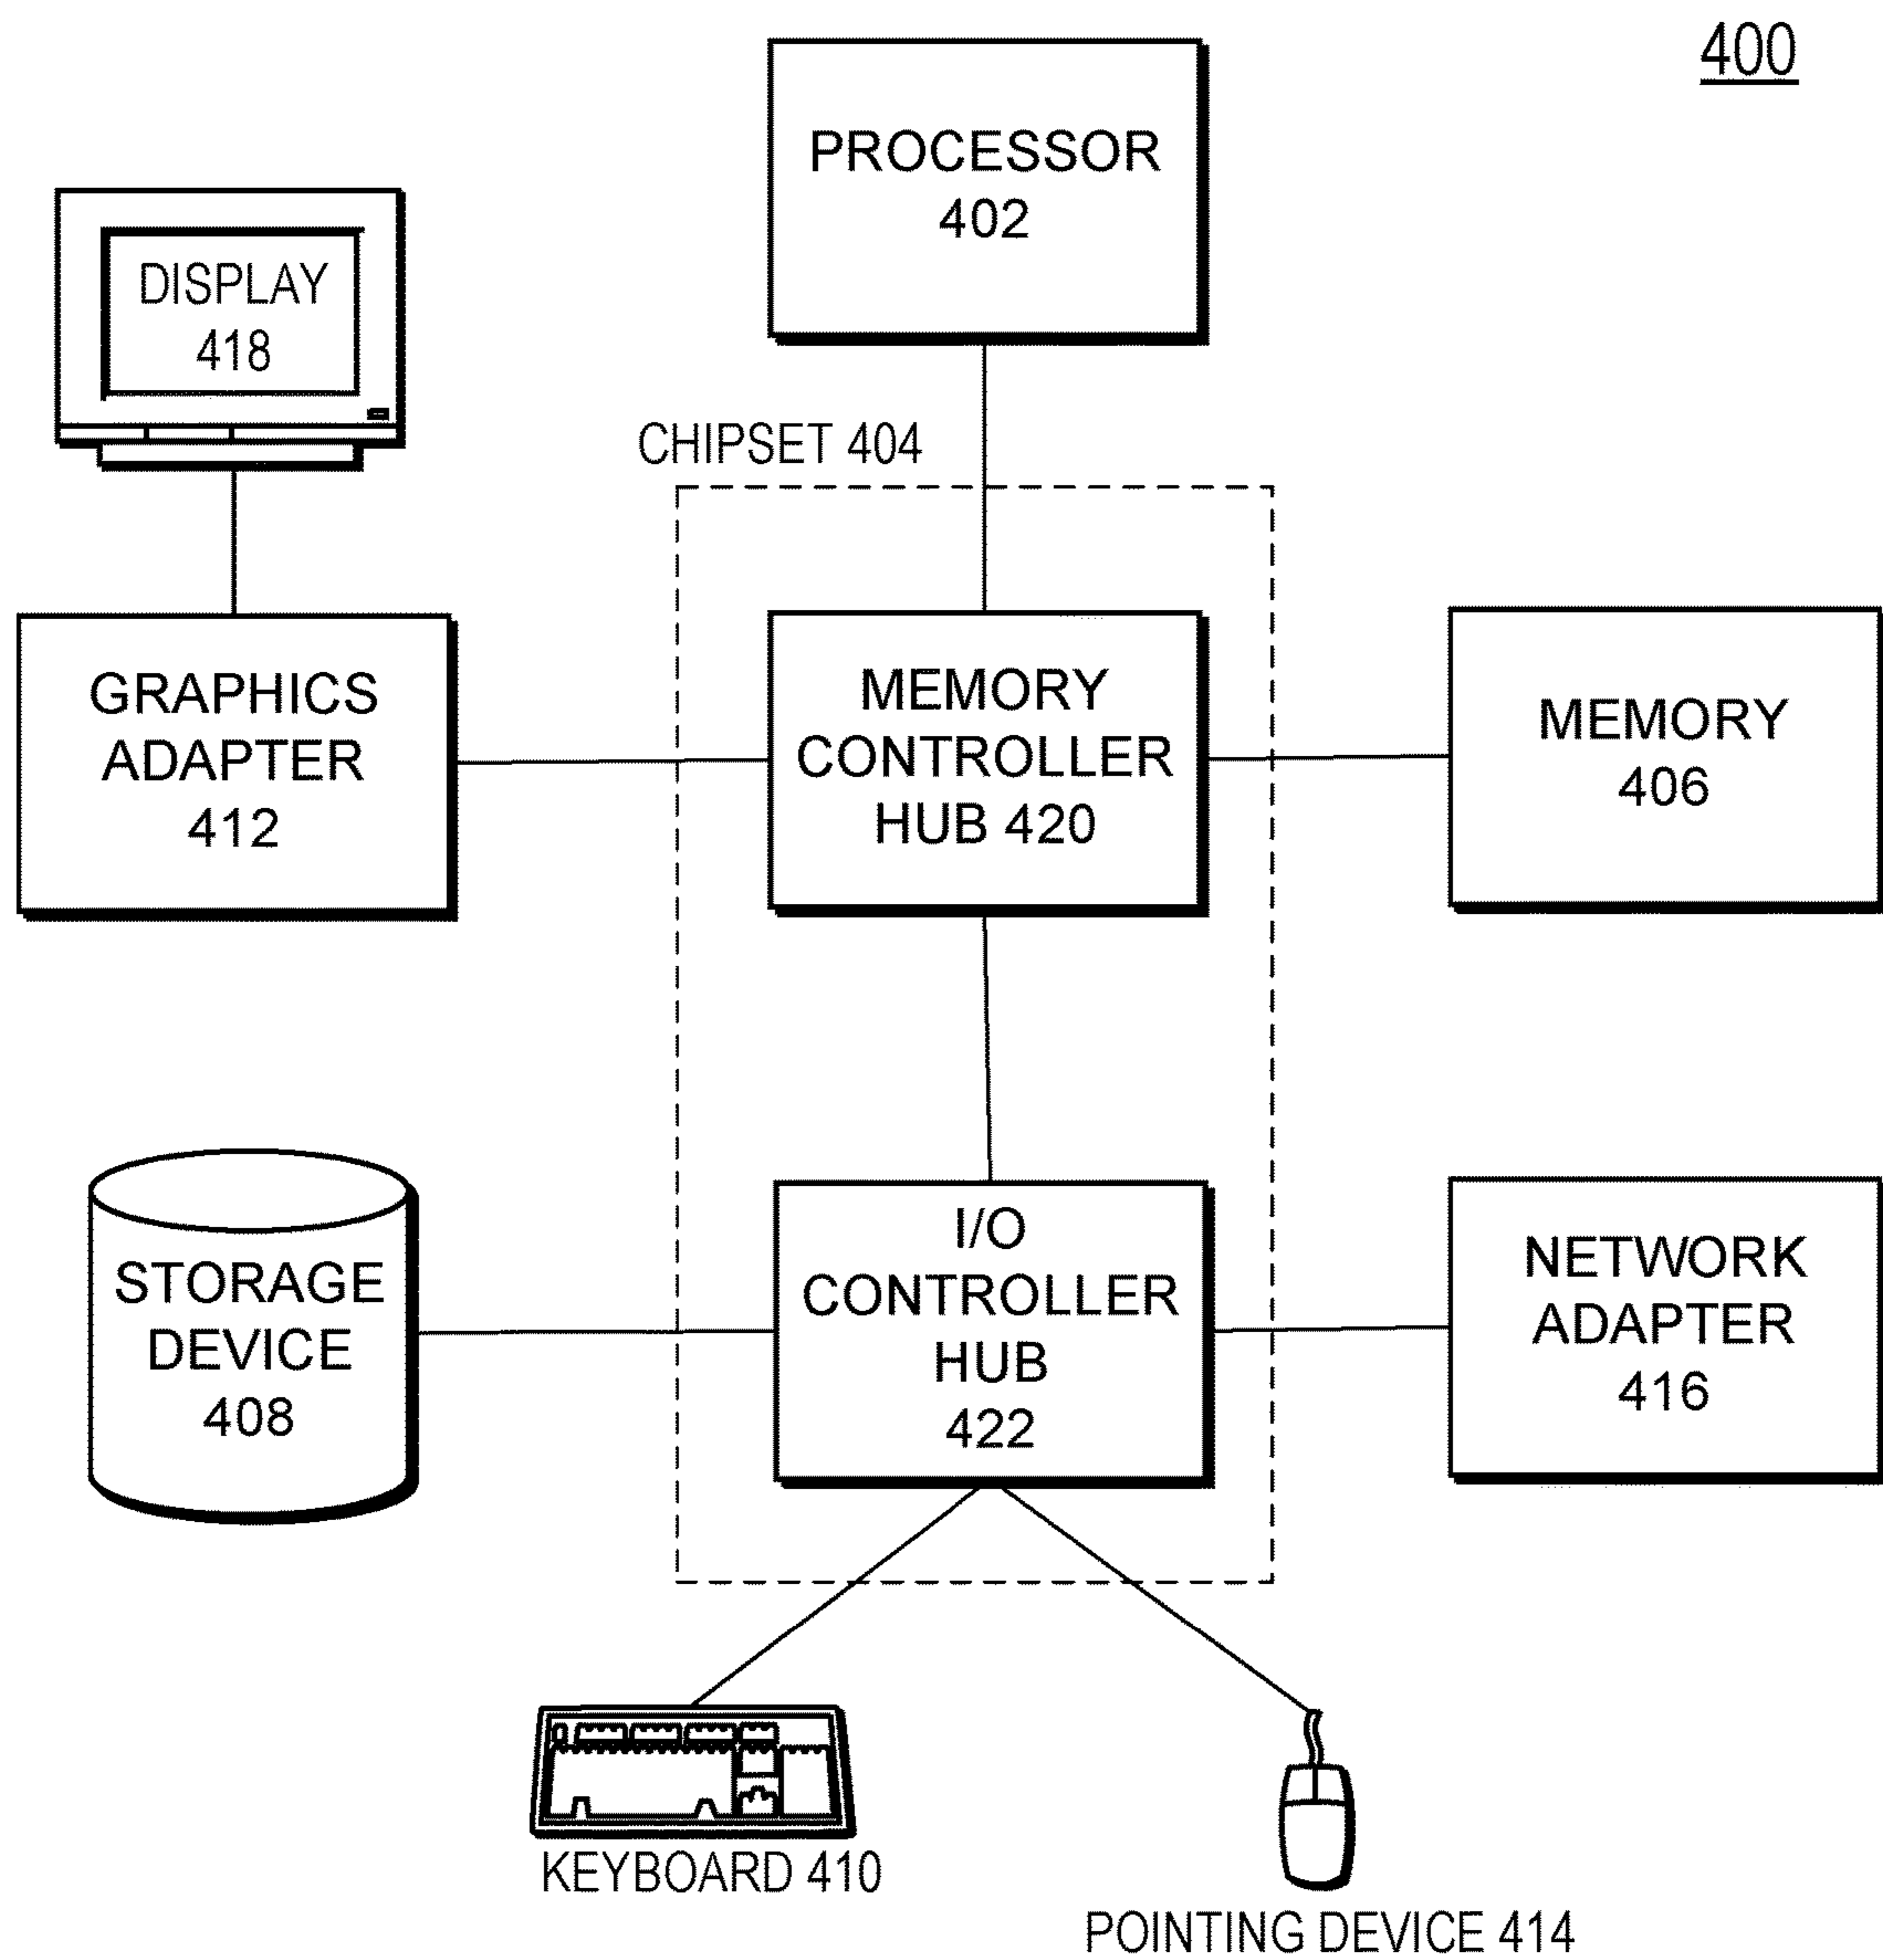 400
PROCESSOR
402
DISPLAY
418
CHIPSET 404
GRAPHICS
ADAPTER
412
MEMORY
CONTROLLER
HUB 420
MEMORY
406
STORAGE
DEVICE
408
I/O
CONTROLLER
HUB
422
NETWORK
ADAPTER
416
KEYBOARD 410
POINTING DEVICE 414